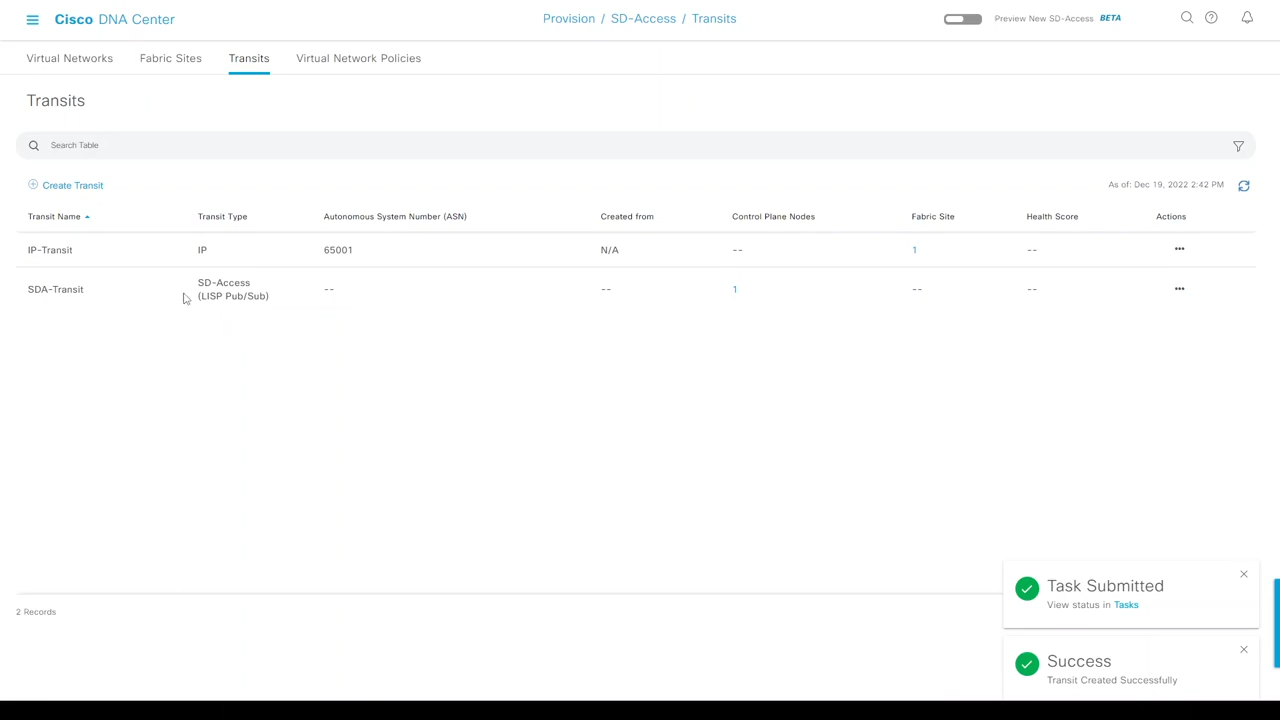 Cisco DNA Center
Provision / SD-Access / Transits
Preview New SD-Access BETA
Virtual Networks
Fabric Sites
Transits
Virtual Network Policies
Transits
Search Table
Create Transit
As of: Dec 19, 2022 2:42 PM
Transit Name Transit Type Autonomous System Number (ASN) Created from Control Plane Nodes Fabric Site Health Score Actions
IP-Transit IP 65001 N/A -- 1 -- •••
SDA-Transit SD-Access (LISP Pub/Sub) -- -- 1 -- -- •••
2 Records
Task Submitted
View status in Tasks
Success
Transit Created Successfully